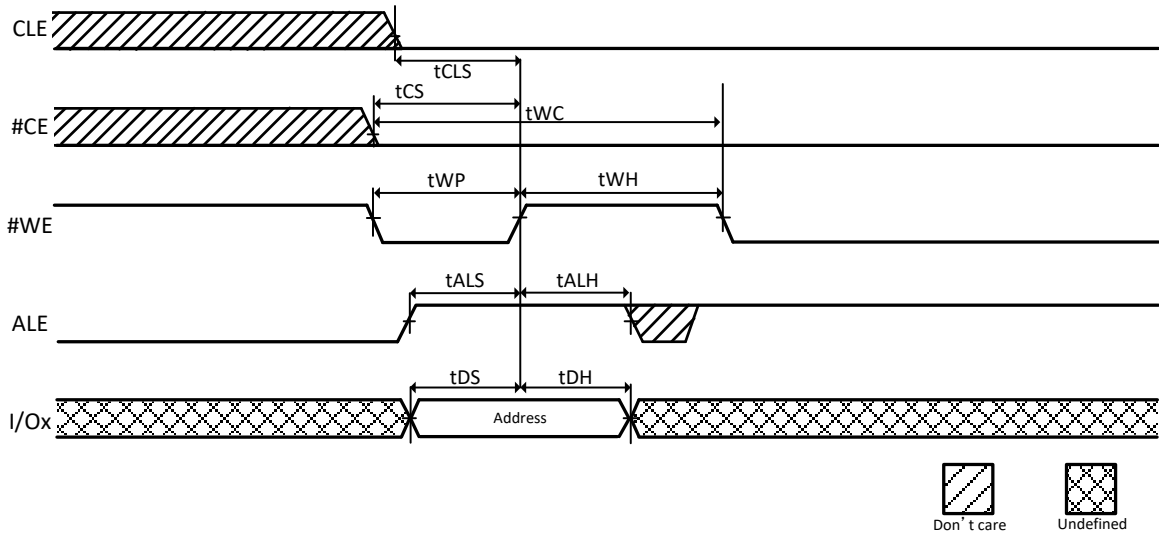 CLE
tCLS
tCS
#CE
tWC
tWP
tWH
#WE
tALS
tALH
ALE
tDS
tDH
I/Ox
Address
Don’t care
Undefined